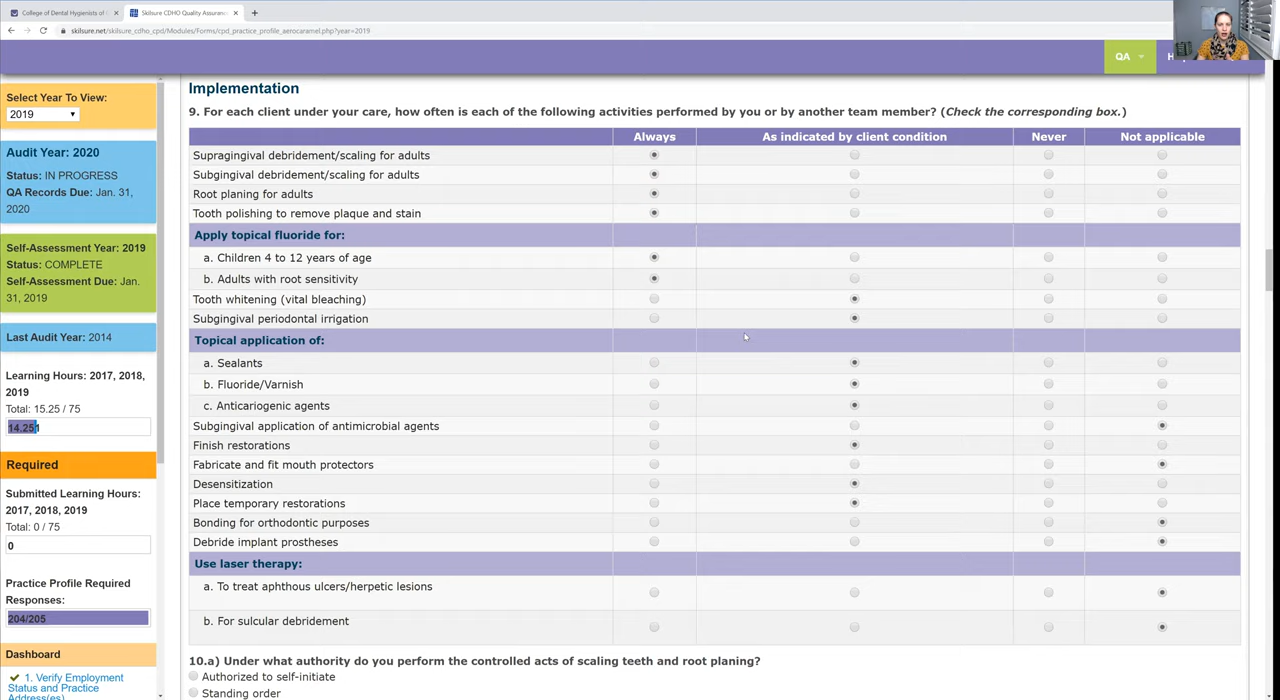 College of Dental Hygienists of
Skilsure CDHO Quality Assurance
skilsure.net/skilsure_cdho_cpd/Modules/Forms/cpd_practice_profile_aerocaramel.php?year=2019
QA
Select Year To View:
2019
Audit Year: 2020
Status: IN PROGRESS
QA Records Due: Jan. 31,
2020
Self-Assessment Year: 2019
Status: COMPLETE
Self-Assessment Due: Jan.
31, 2019
Last Audit Year: 2014
Learning Hours: 2017, 2018,
2019
Total: 15.25 / 75
14.25 1
Required
Submitted Learning Hours:
2017, 2018, 2019
Total: 0 / 75
0
Practice Profile Required
Responses:
204/205
Dashboard
1. Verify Employment
Status and Practice
Address(es)
Implementation
9. For each client under your care, how often is each of the following activities performed by you or by another team member? (Check the corresponding box.)
Always As indicated by client condition Never Not applicable
Supragingival debridement/scaling for adults
Subgingival debridement/scaling for adults
Root planing for adults
Tooth polishing to remove plaque and stain
Apply topical fluoride for:
a. Children 4 to 12 years of age
b. Adults with root sensitivity
Tooth whitening (vital bleaching)
Subgingival periodontal irrigation
Topical application of:
a. Sealants
b. Fluoride/Varnish
c. Anticariogenic agents
Subgingival application of antimicrobial agents
Finish restorations
Fabricate and fit mouth protectors
Desensitization
Place temporary restorations
Bonding for orthodontic purposes
Debride implant prostheses
Use laser therapy:
a. To treat aphthous ulcers/herpetic lesions
b. For sulcular debridement
10.a) Under what authority do you perform the controlled acts of scaling teeth and root planing?
Authorized to self-initiate
Standing order